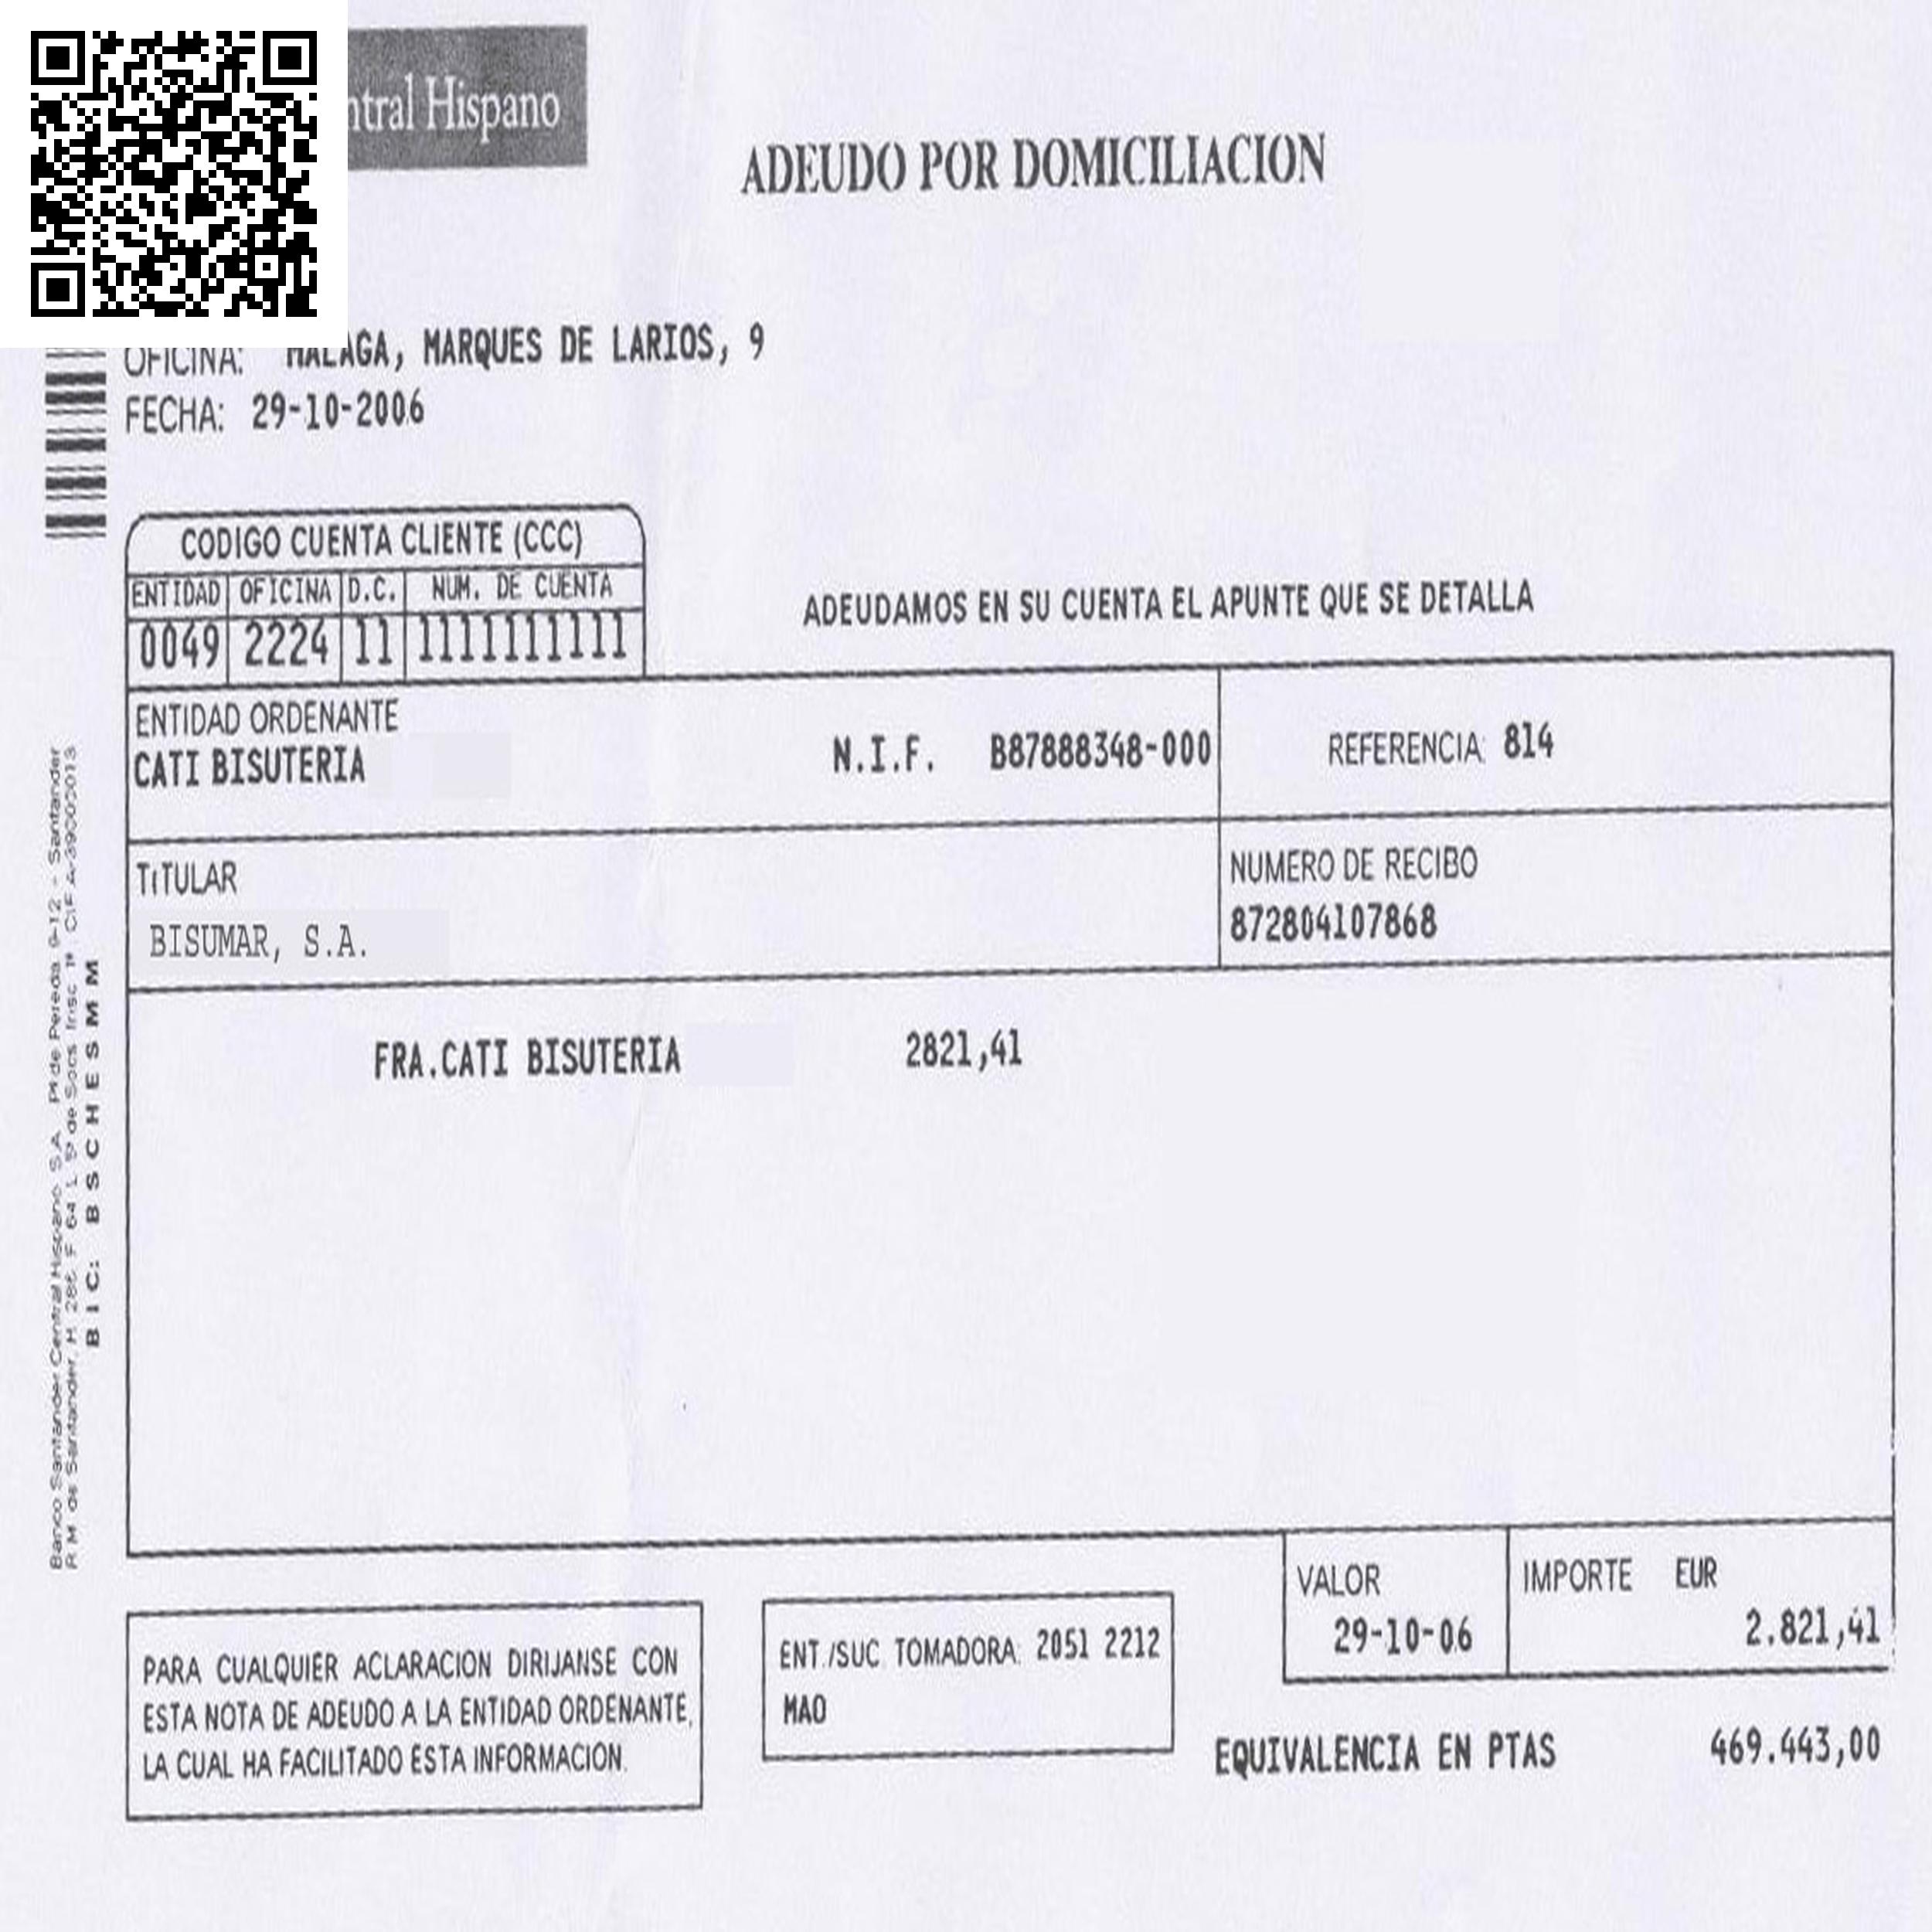 ntral Hispano
ADEUDO POR DOMICILIACION
OFICINA: MALAGA, MARQUES DE LARIOS, 9
FECHA: 29-10-2006
CODIGO CUENTA CLIENTE (CCC)
ENTIDAD OFICINA D.C. NUM. DE CUENTA
0049 2224 11 1111111111
ADEUDAMOS EN SU CUENTA EL APUNTE QUE SE DETALLA
ENTIDAD ORDENANTE
CATI BISUTERIA N.I.F. B87888348-000
REFERENCIA: 814
TITULAR
BISUMAR, S.A.
NUMERO DE RECIBO
872804107868
FRA.CATI BISUTERIA 2821,41
VALOR
29-10-06
IMPORTE EUR
2.821,41
PARA CUALQUIER ACLARACION DIRIJANSE CON
ESTA NOTA DE ADEUDO A LA ENTIDAD ORDENANTE,
LA CUAL HA FACILITADO ESTA INFORMACION.
ENT./SUC. TOMADORA: 2051 2212
MAO
EQUIVALENCIA EN PTAS 469.443,00
Banco Santander Central Hispano, S.A. Pº de Pereda 9-12 - Santander
R.M. de Santander, H. 286, F. 64 L. 5º de Socs. Insc. 1ª CIF A-39000013
BIC: BSCHESMM